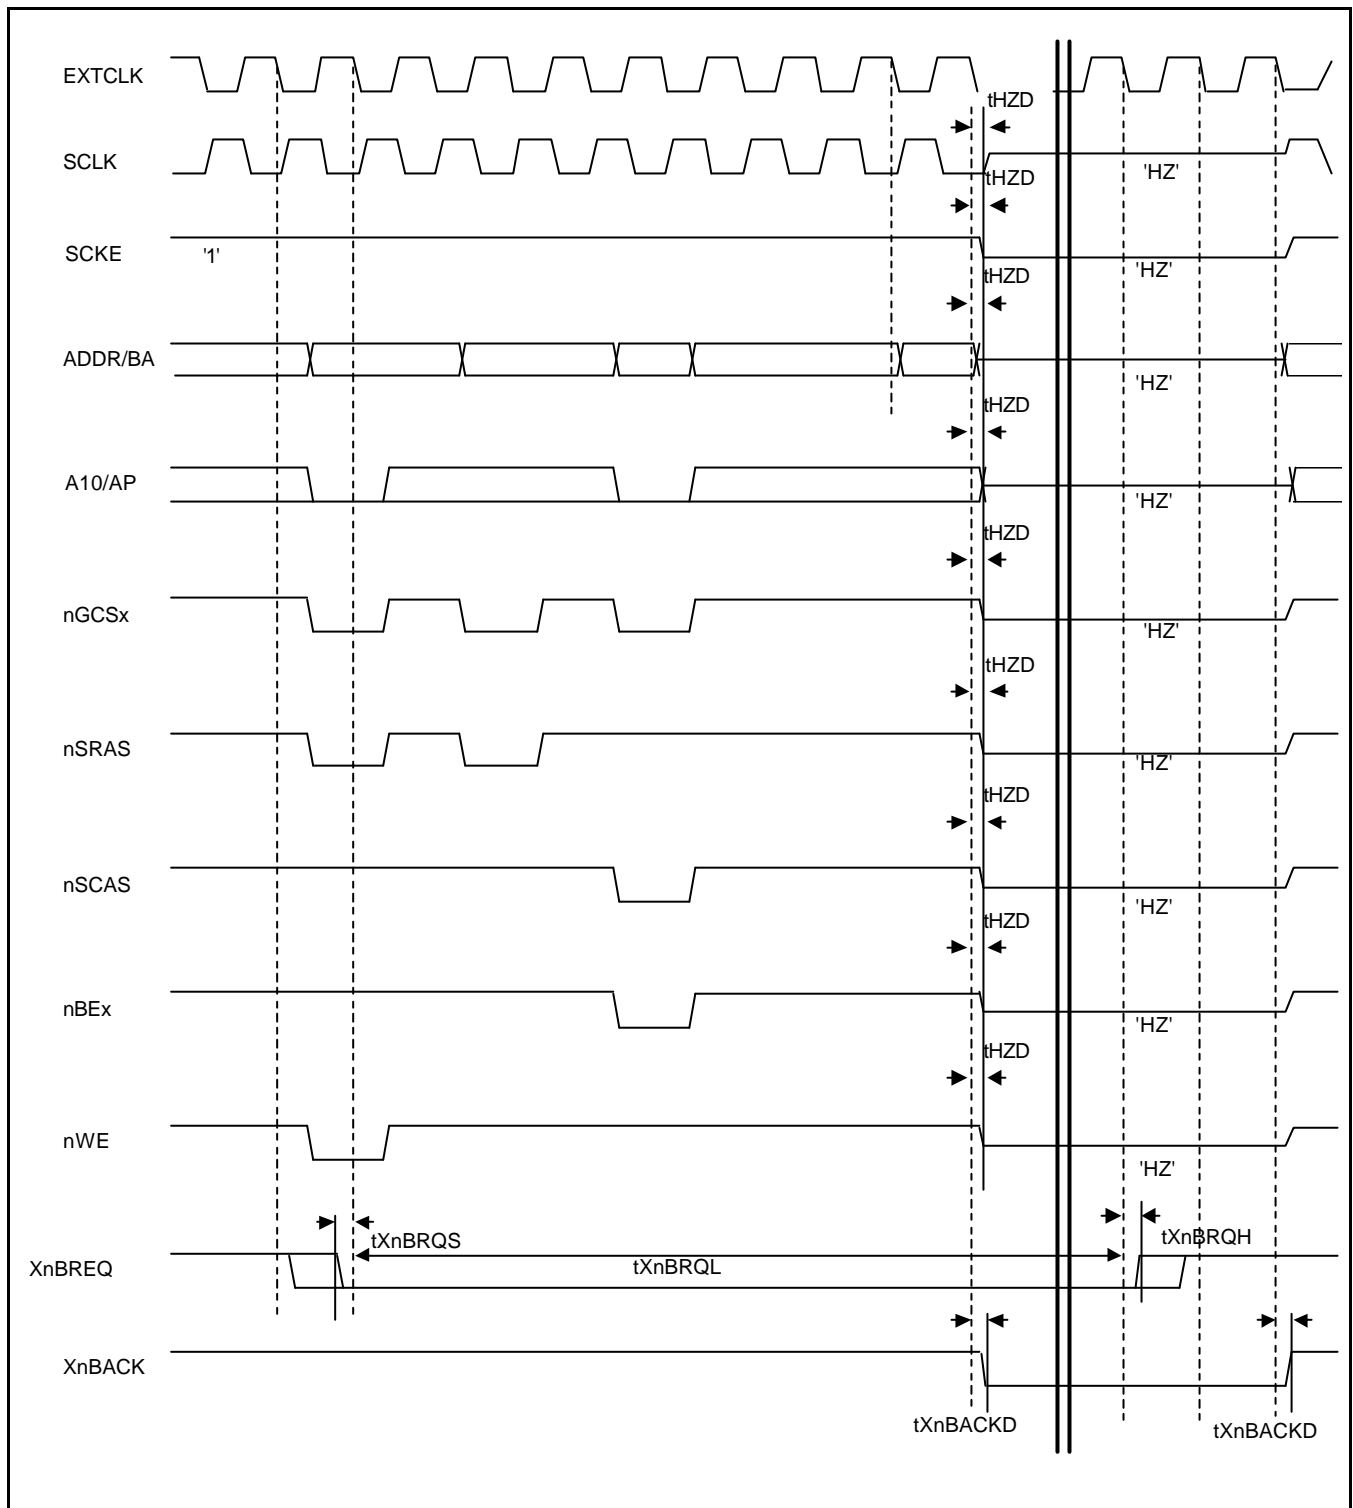 EXTCLK
tHZD
SCLK
'HZ'
tHZD
SCKE
'1'
'HZ'
tHZD
ADDR/BA
'HZ'
tHZD
A10/AP
'HZ'
tHZD
nGCSx
'HZ'
tHZD
nSRAS
'HZ'
tHZD
nSCAS
'HZ'
tHZD
nBEx
'HZ'
tHZD
nWE
'HZ'
tXnBRQS
tXnBRQH
XnBREQ
tXnBRQL
XnBACK
tXnBACKD
tXnBACKD